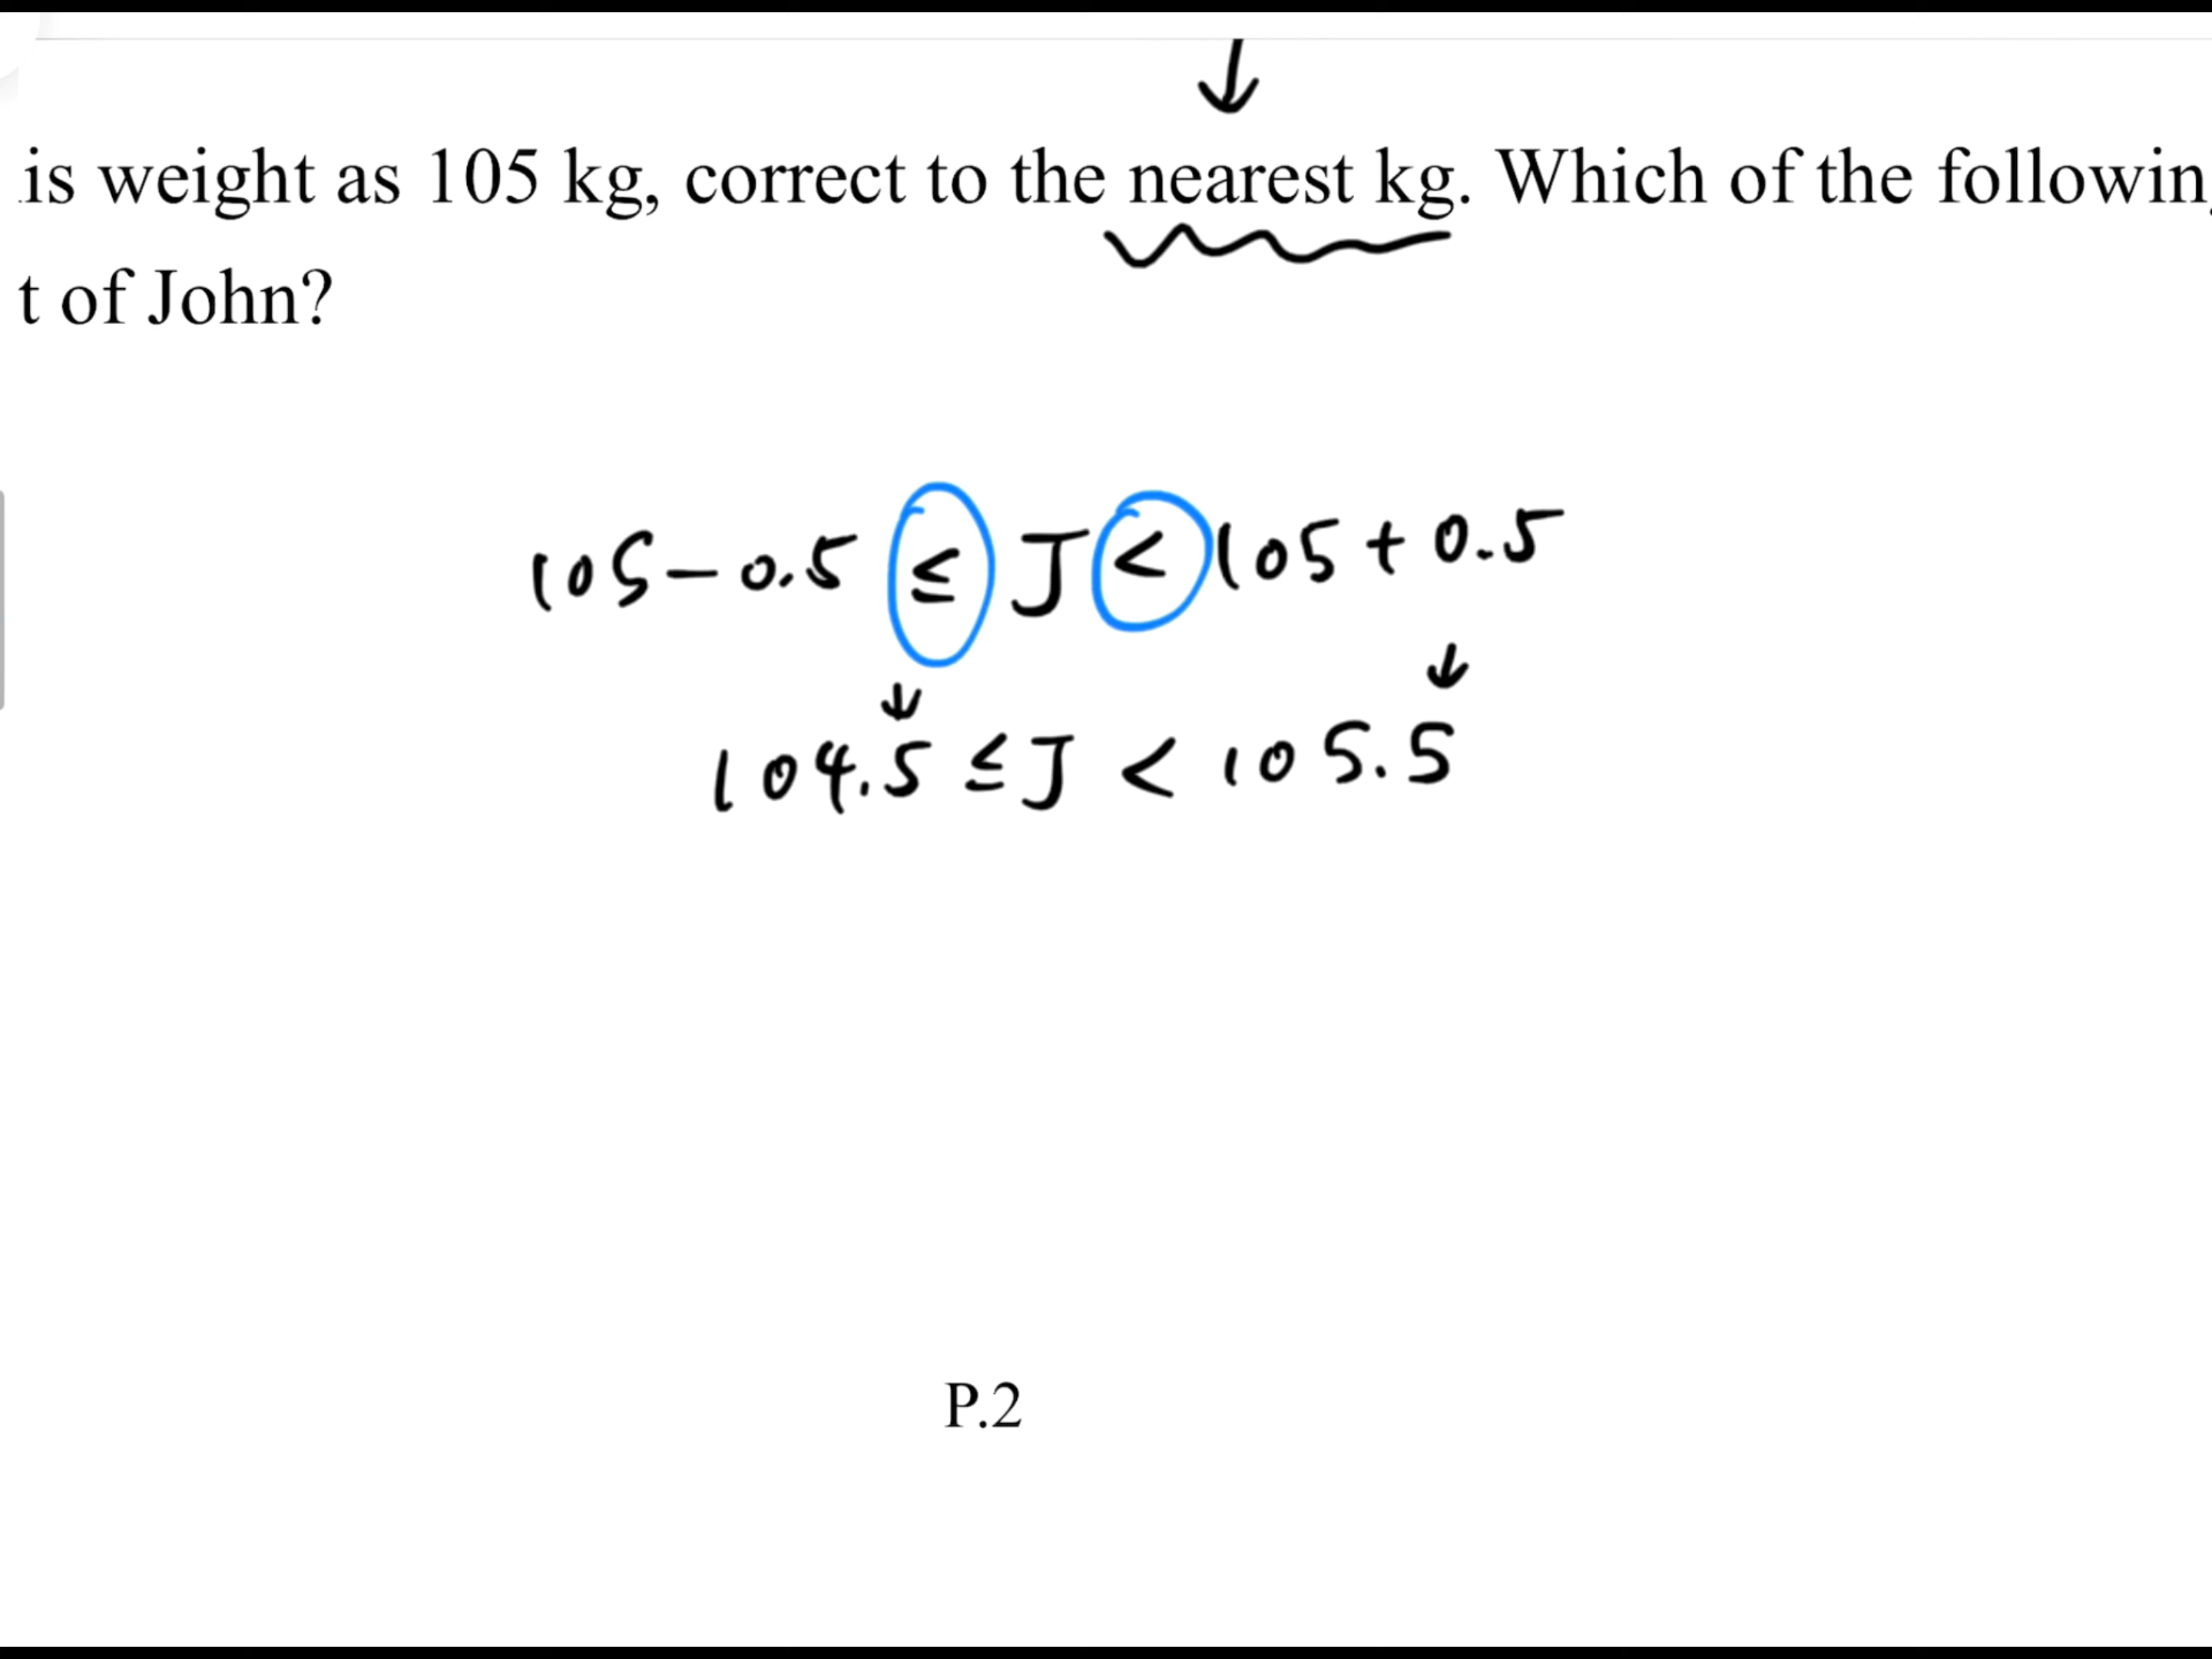 is weight as 105 kg, correct to the nearest kg. Which of the followin
t of John?
105 - 0.5 ≤ J < 105 + 0.5
104.5 ≤ J < 105.5
P.2